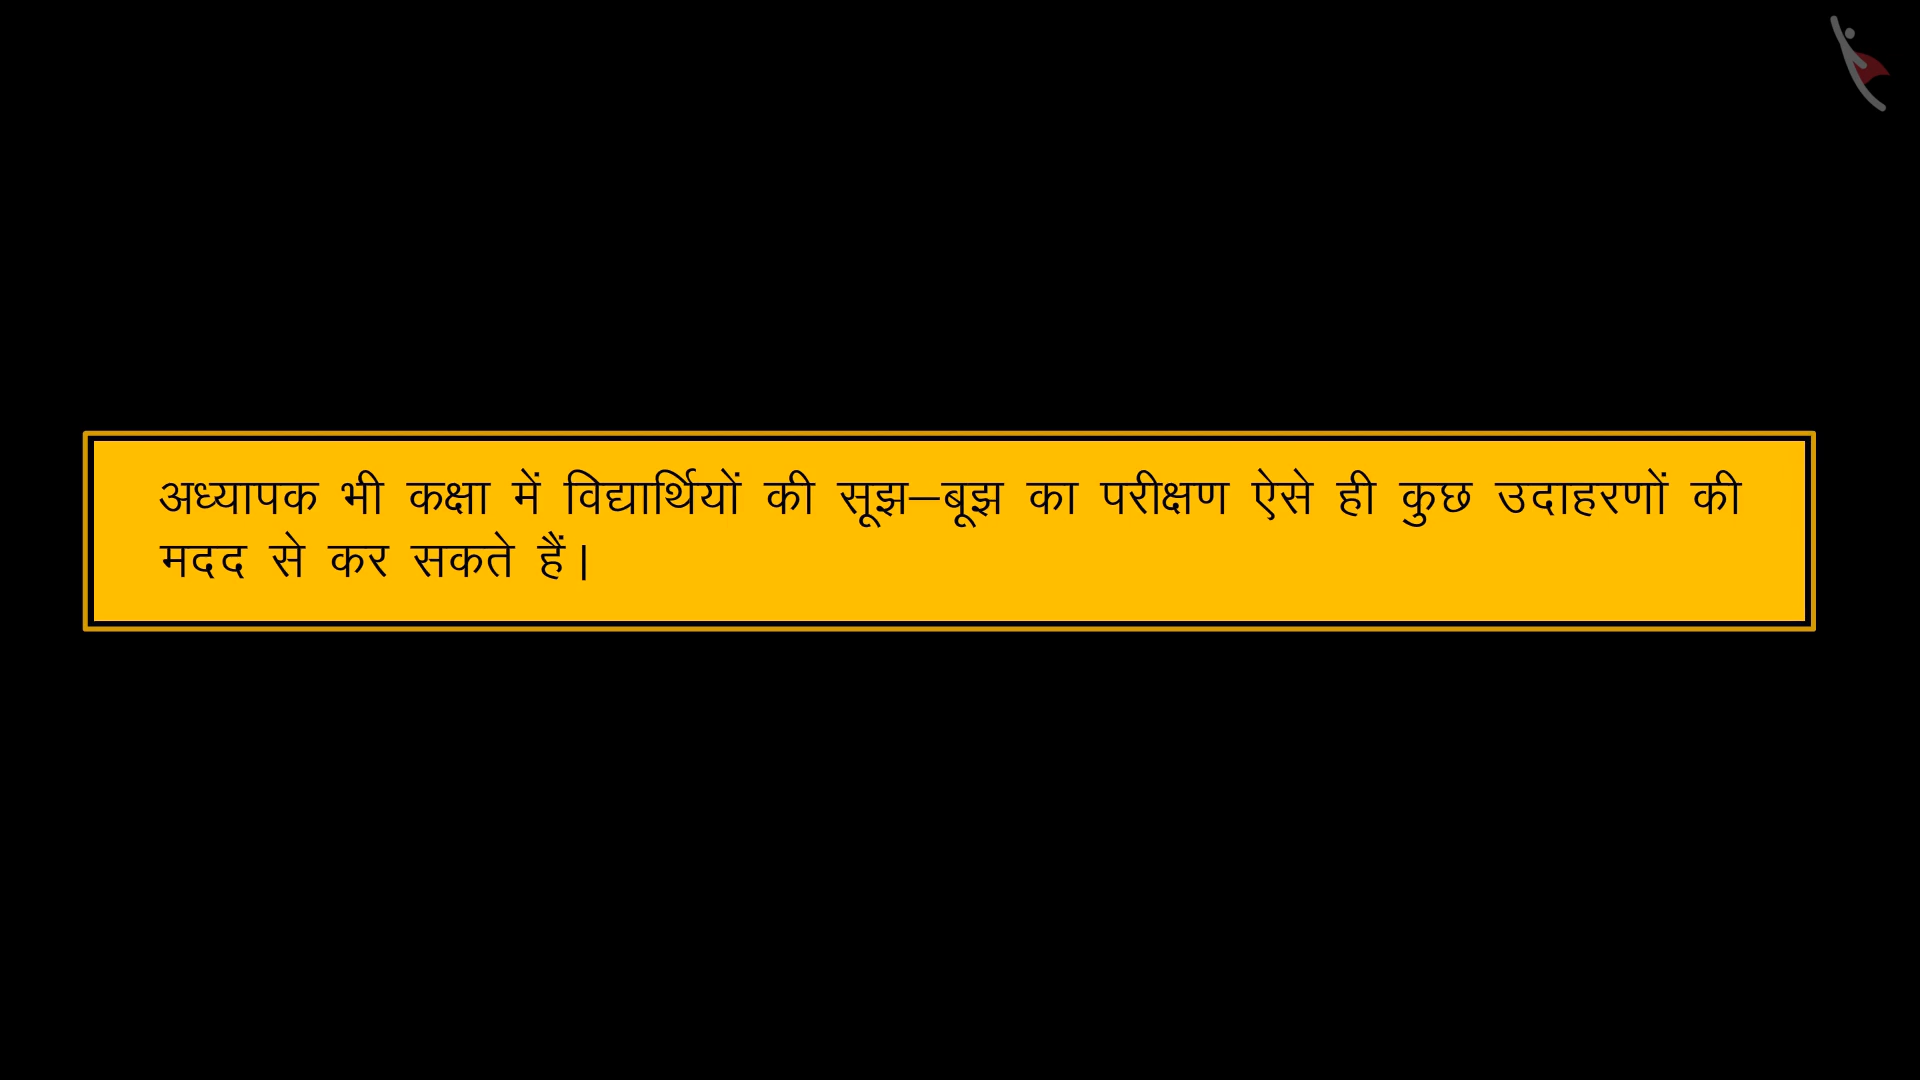 अध्यापक भी कक्षा में विद्यार्थियों की सूझ–बूझ का परीक्षण ऐसे ही कुछ उदाहरणों की
मदद से कर सकते हैं।